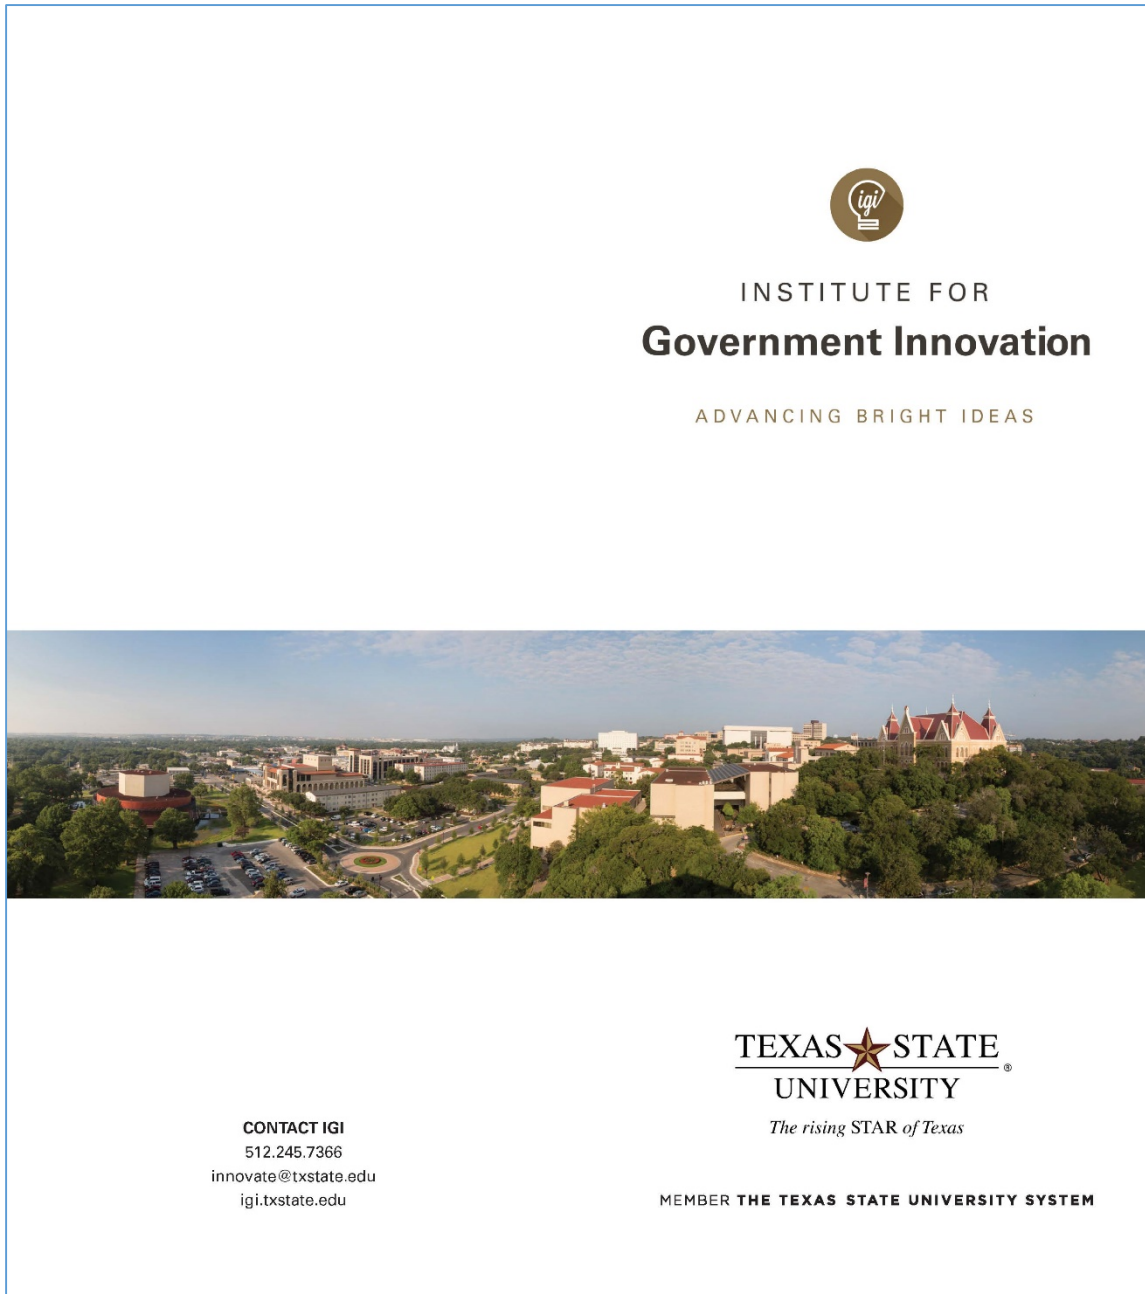 igi
INSTITUTE FOR
Government Innovation
ADVANCING BRIGHT IDEAS
TEXAS STATE
®
UNIVERSITY
The rising STAR of Texas
CONTACT IGI
512.245.7366
innovate@txstate.edu
igi.txstate.edu
MEMBER THE TEXAS STATE UNIVERSITY SYSTEM